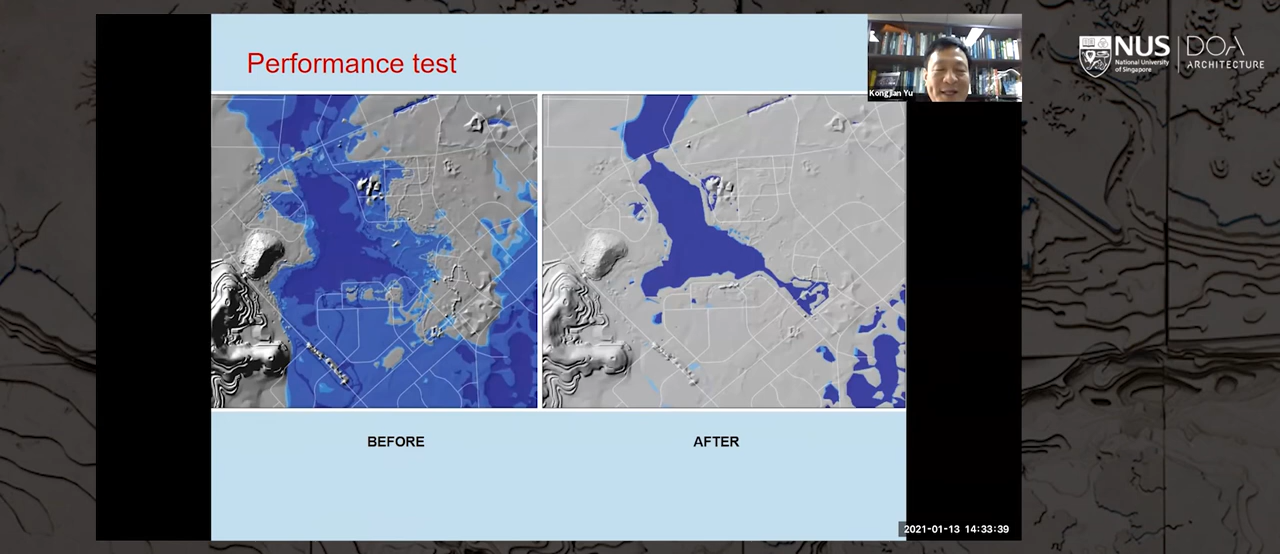 Performance test
KongJian Yu
NUS
National University
of Singapore
DOA
ARCHITECTURE
BEFORE
AFTER
2021-01-13 14:33:39